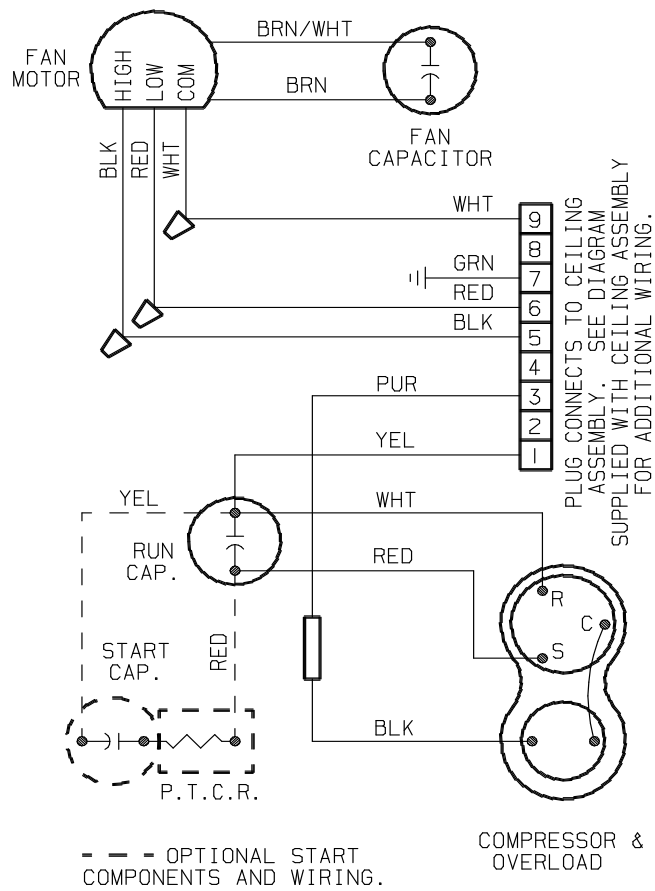 BRN/WHT
FAN
MOTOR
HIGH
LOW
COM
BRN
FAN
CAPACITOR
BLK
RED
WHT
WHT
9
8
GRN
7
RED
6
BLK
5
4
PUR
3
2
YEL
1
PLUG CONNECTS TO CEILING
ASSEMBLY. SEE DIAGRAM
SUPPLIED WITH CEILING ASSEMBLY
FOR ADDITIONAL WIRING.
YEL
WHT
RUN
CAP.
RED
R
C
S
START
CAP.
RED
BLK
P.T.C.R.
COMPRESSOR &
OVERLOAD
OPTIONAL START
COMPONENTS AND WIRING.